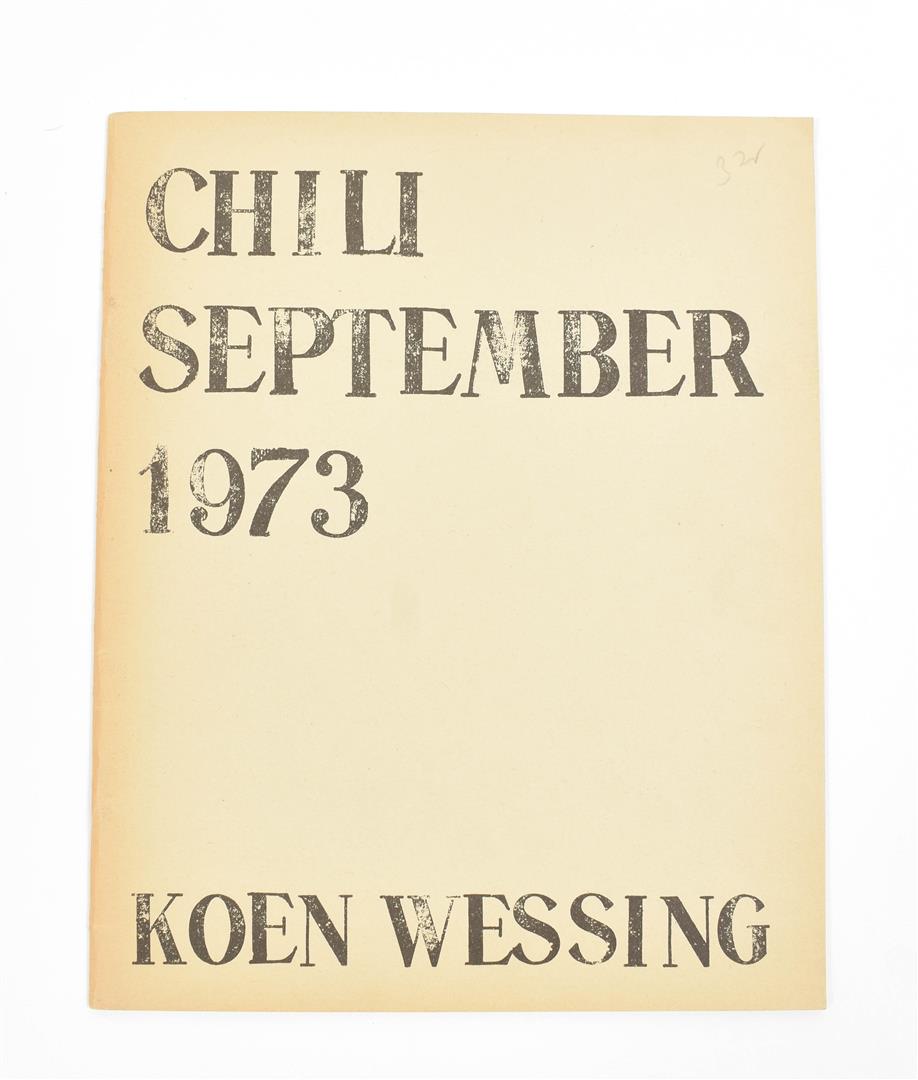 CHILI
SEPTEMBER
1973
KOEN WESSING